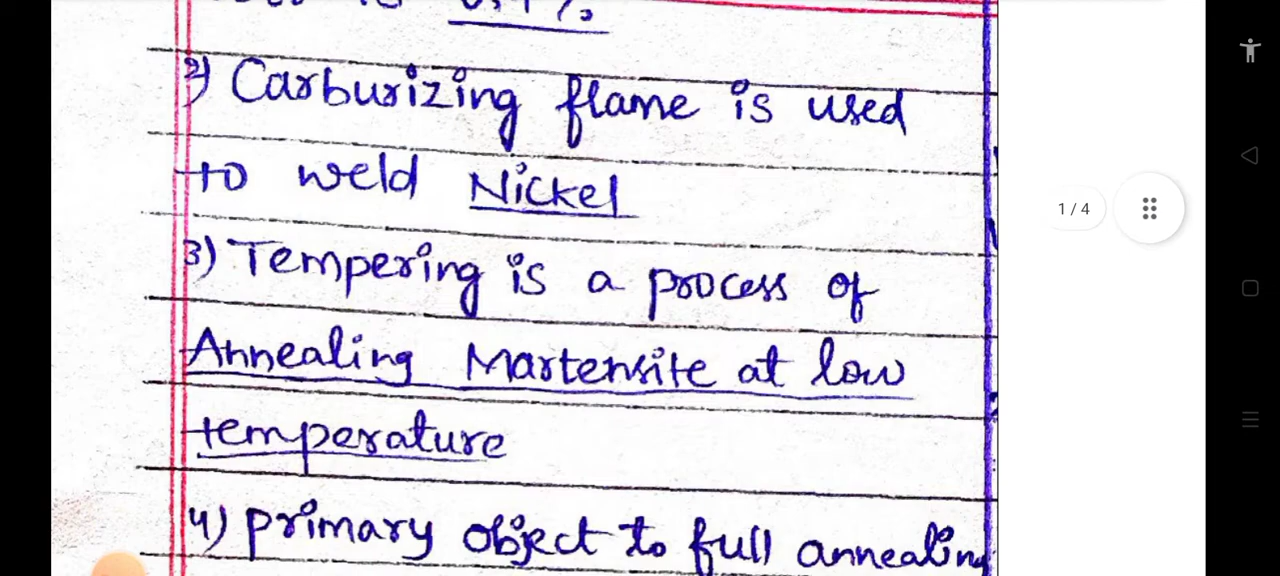 2) Carburizing flame is used
to weld Nickel
3) Tempering is a process of
Annealing Martensite at low
temperature
4) primary object to full annealing
1 / 4